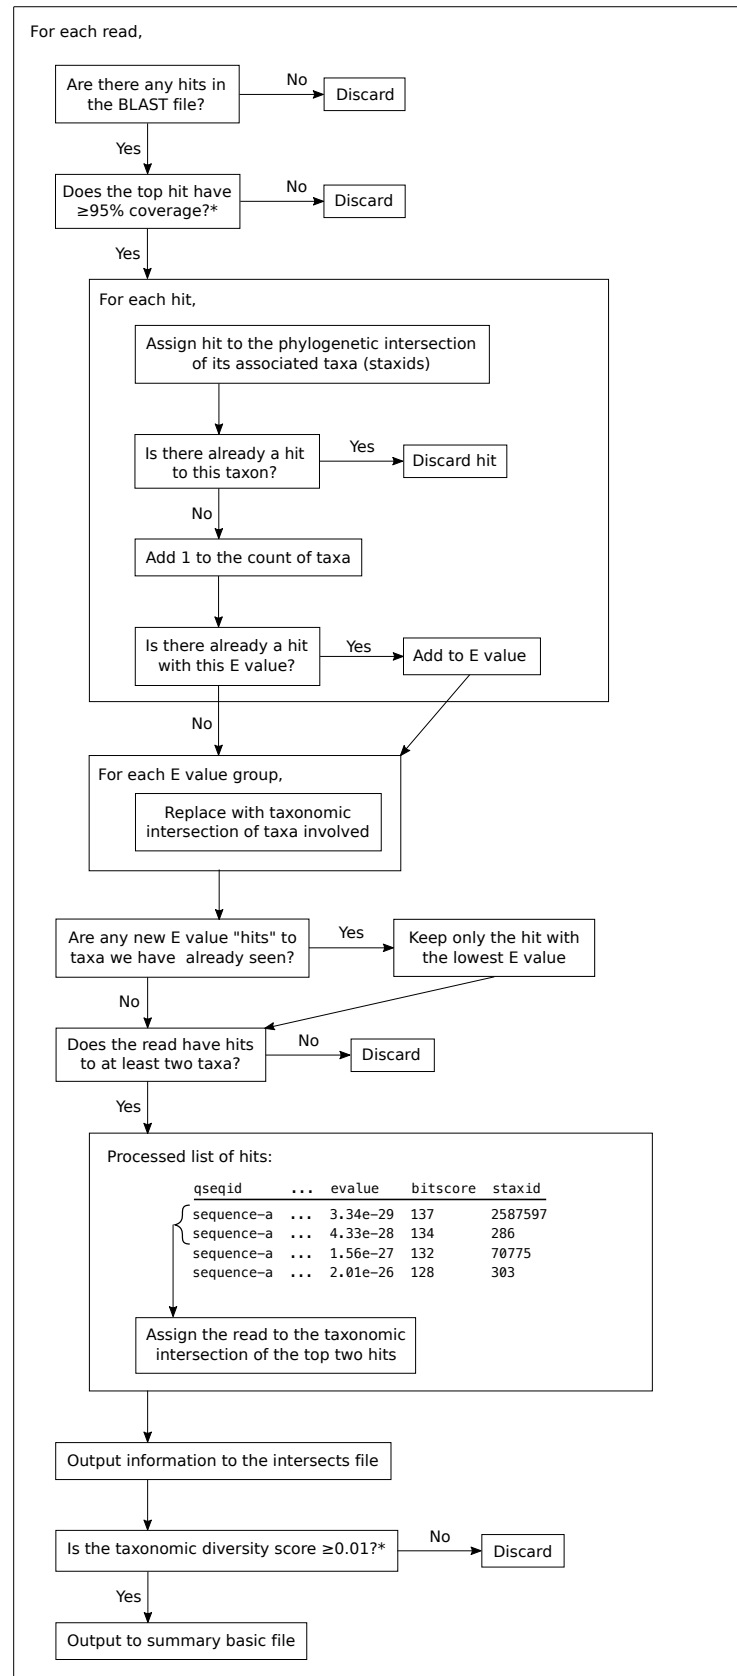 For each read,
Are there any hits in
the BLAST file?
No
Discard
Yes
Does the top hit have
≥95% coverage?*
No
Discard
Yes
For each hit,
Assign hit to the phylogenetic intersection
of its associated taxa (staxids)
Is there already a hit
to this taxon?
Yes
Discard hit
No
Add 1 to the count of taxa
Is there already a hit
with this E value?
Yes
Add to E value
No
For each E value group,
Replace with taxonomic
intersection of taxa involved
Are any new E value "hits" to
taxa we have already seen?
Yes
Keep only the hit with
the lowest E value
No
Does the read have hits
to at least two taxa?
No
Discard
Yes
Processed list of hits:
qseqid ... evalue bitscore staxid
sequence-a ... 3.34e-29 137 2587597
sequence-a ... 4.33e-28 134 286
sequence-a ... 1.56e-27 132 70775
sequence-a ... 2.01e-26 128 303
Assign the read to the taxonomic
intersection of the top two hits
Output information to the intersects file
Is the taxonomic diversity score ≥0.01?*
No
Discard
Yes
Output to summary basic file